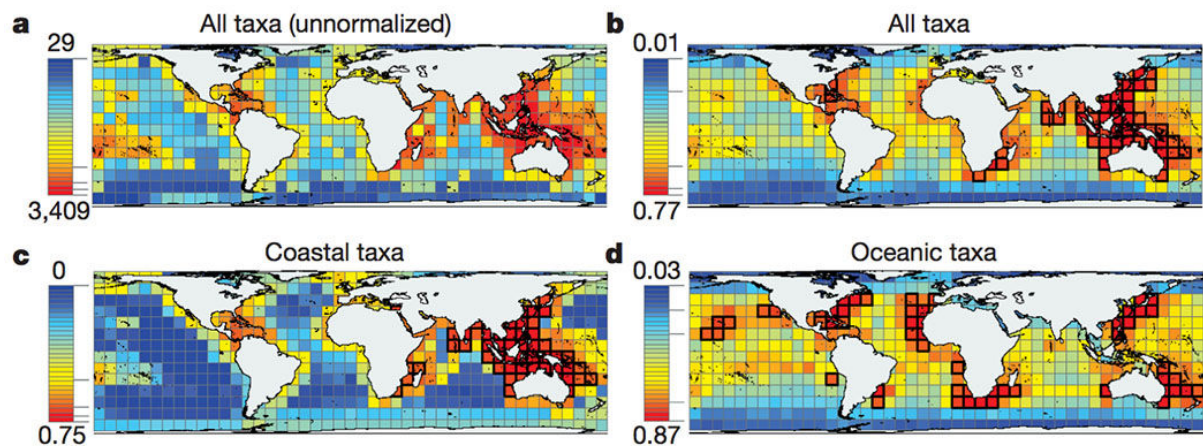 a All taxa (unnormalized)
29
3,409
b All taxa
0.01
0.77
c Coastal taxa
0
0.75
d Oceanic taxa
0.03
0.87